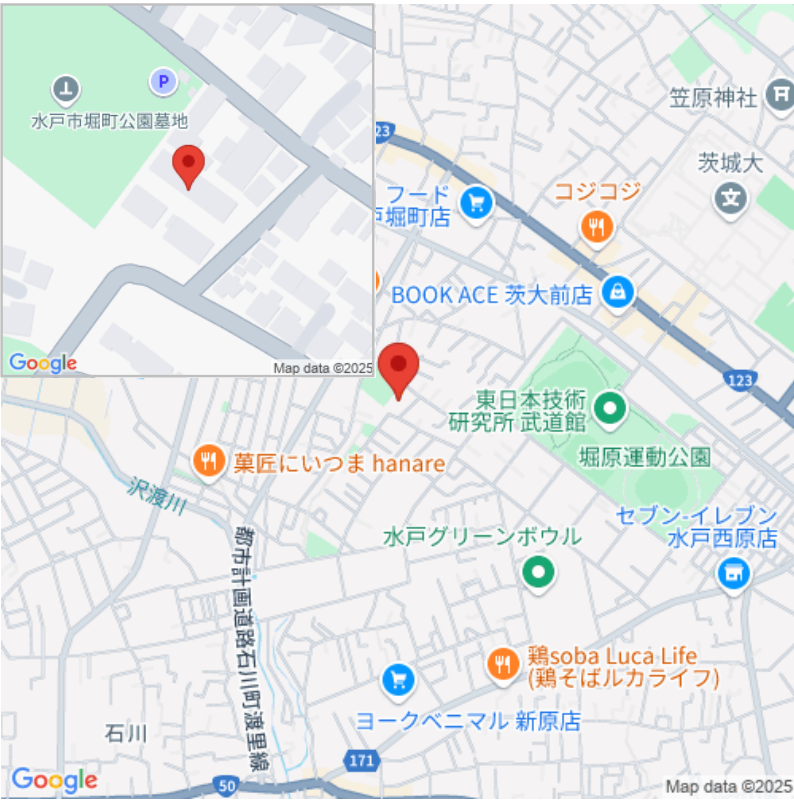 P
水戸市堀町公園墓地
Google
Map data ©2025
23
笠原神社
茨城大
フード
戸堀町店
コジコジ
BOOK ACE 茨大前店
123
東日本技術
研究所 武道館
堀原運動公園
菓匠にいつま hanare
沢渡川
セブン-イレブン
水戸西原店
水戸グリーンボウル
都市計画道路石川町渡里線
鶏soba Luca Life
(鶏そばルカライフ)
ヨークベニマル 新原店
石川
171
50
Google
Map data ©2025